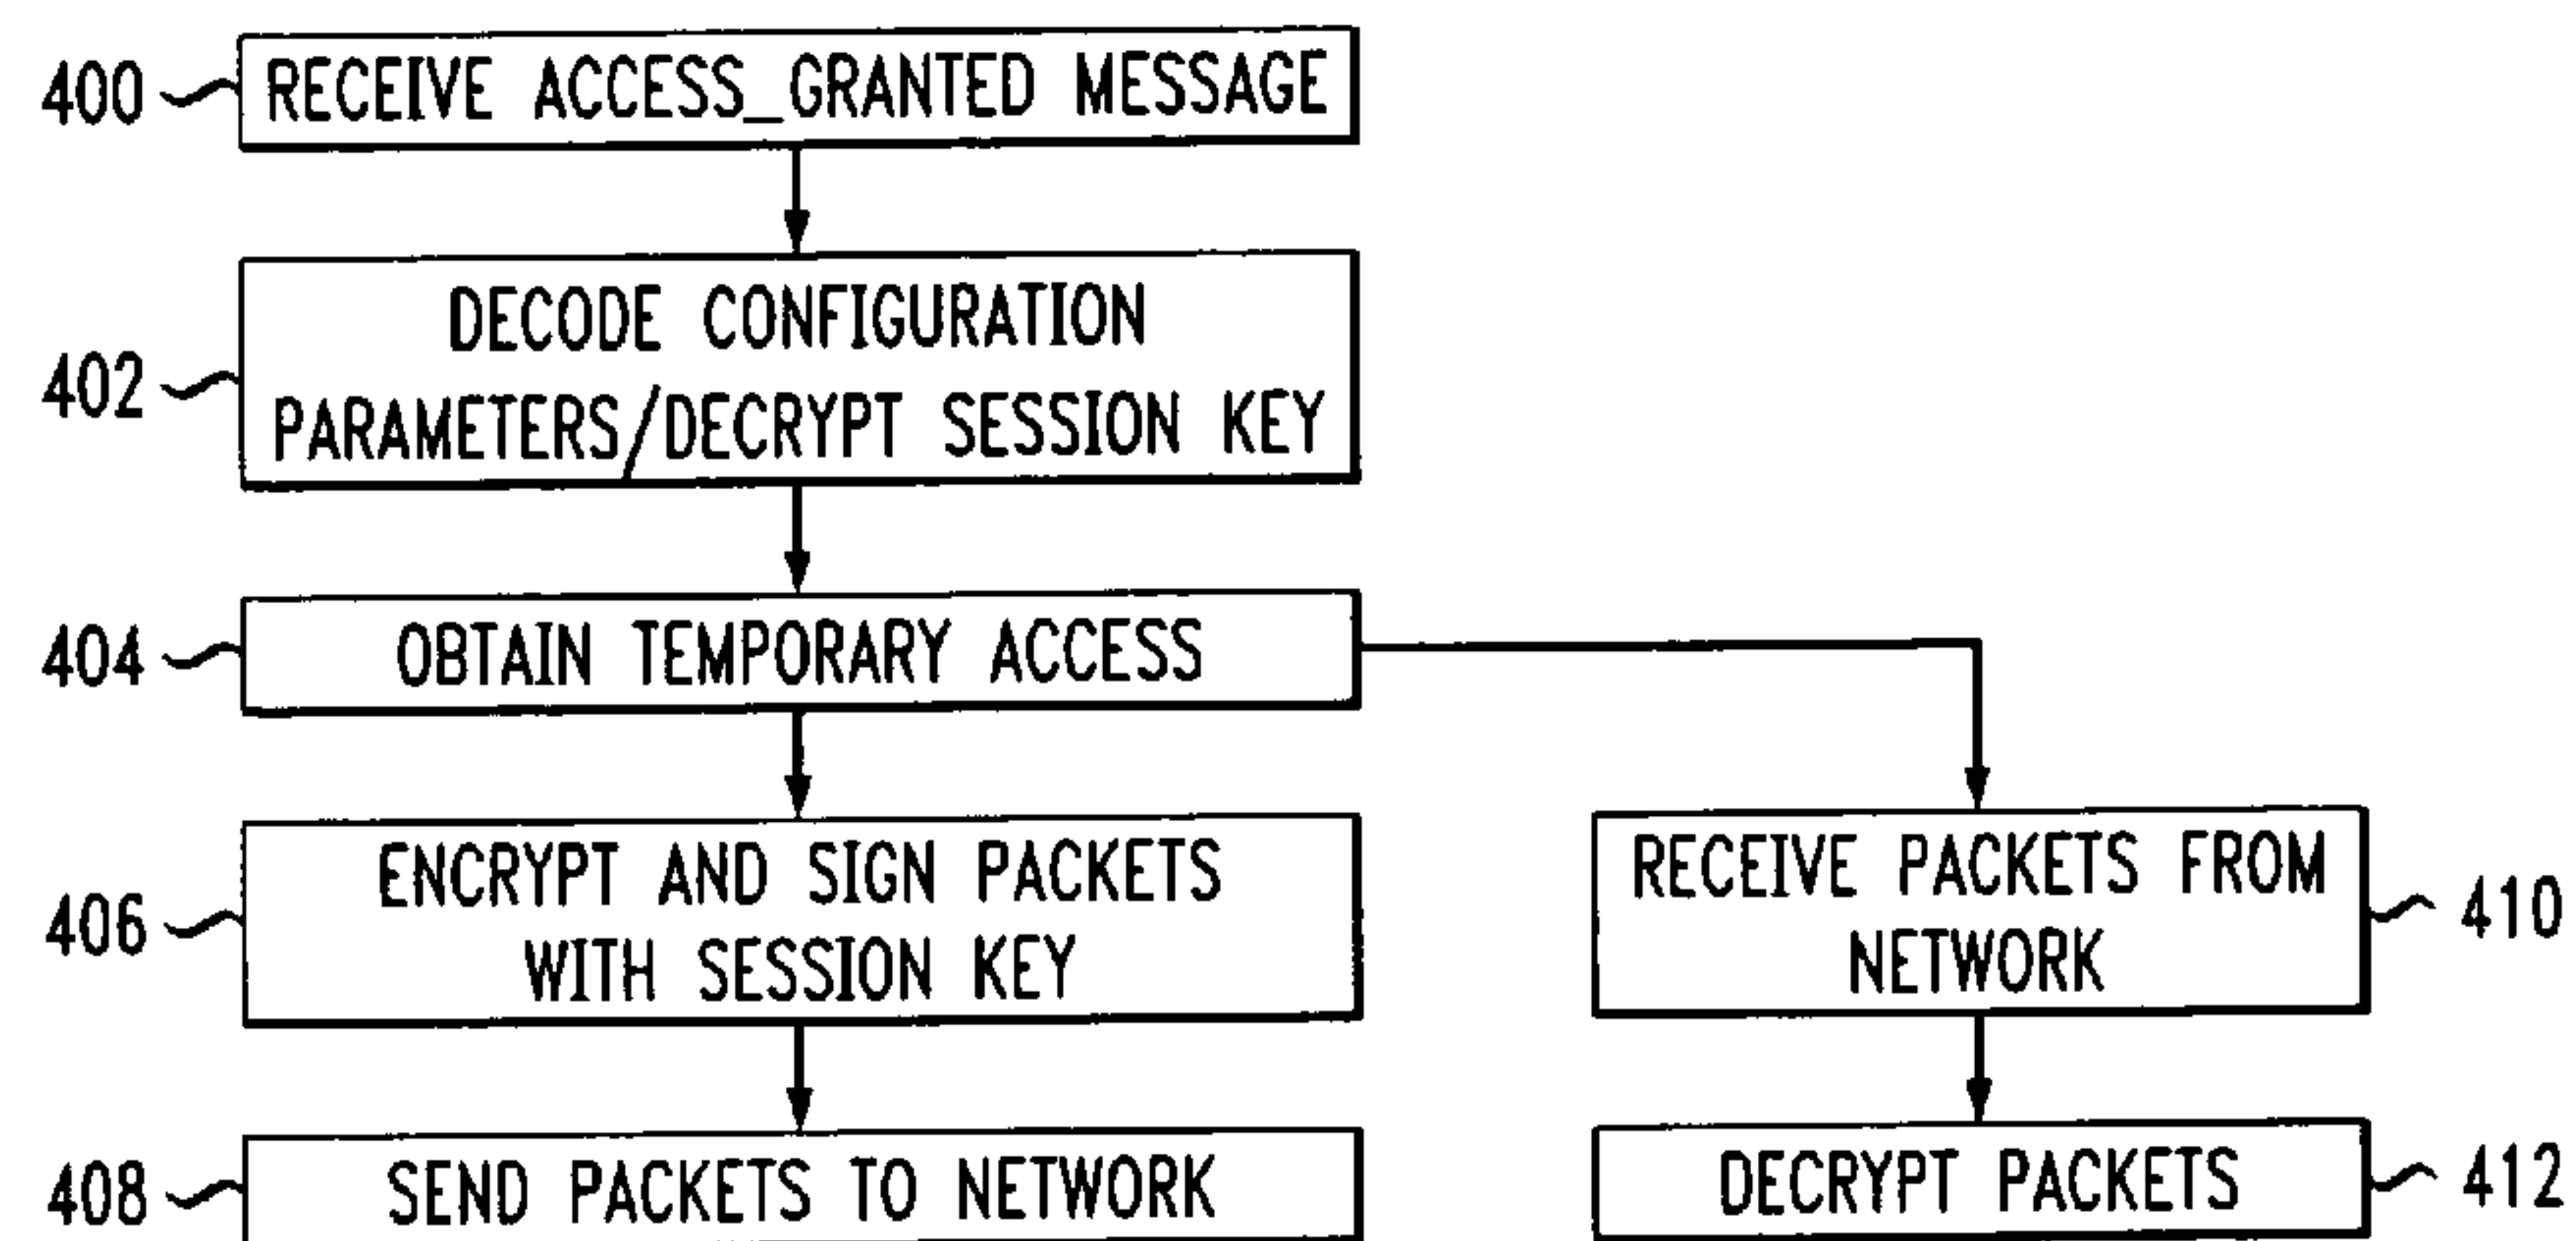 400 RECEIVE ACCESS_GRANTED MESSAGE
402 DECODE CONFIGURATION
PARAMETERS/DECRYPT SESSION KEY
404 OBTAIN TEMPORARY ACCESS
406 ENCRYPT AND SIGN PACKETS
WITH SESSION KEY
408 SEND PACKETS TO NETWORK
RECEIVE PACKETS FROM
NETWORK 410
DECRYPT PACKETS 412